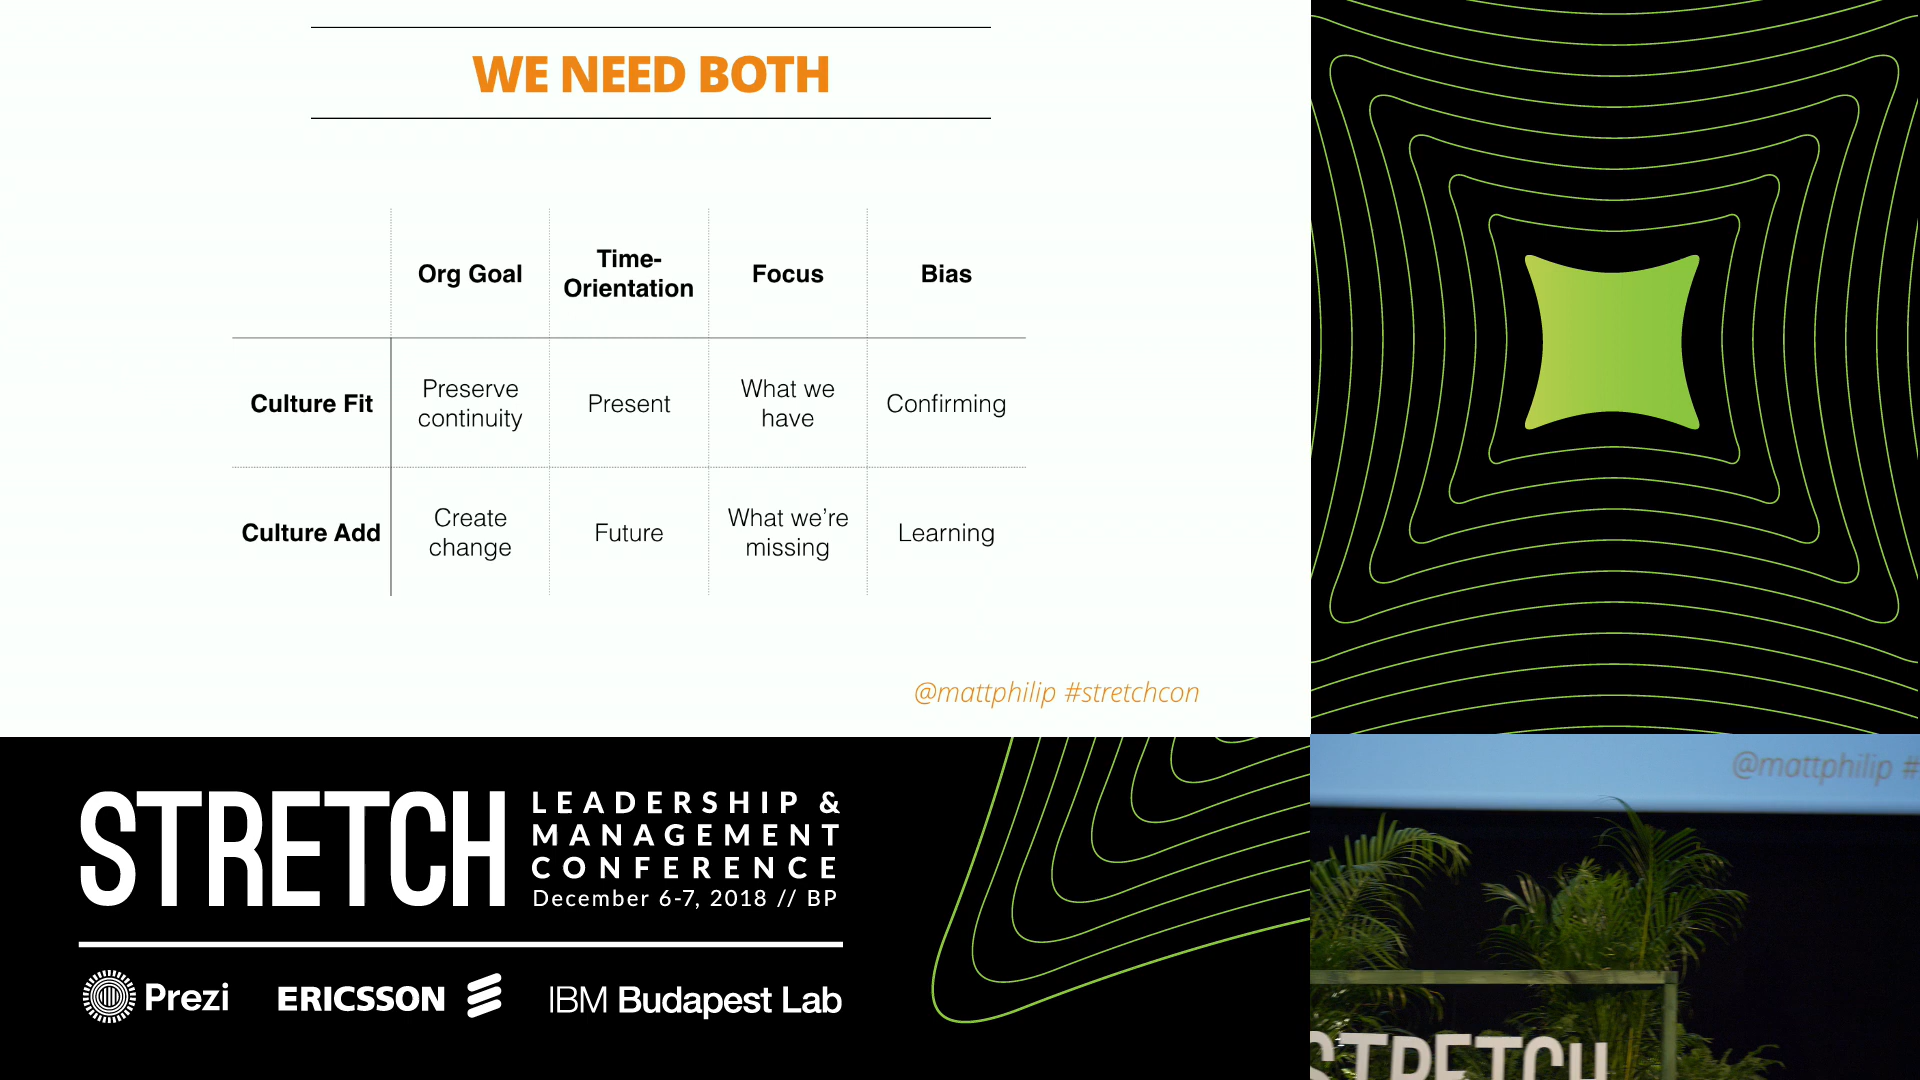 WE NEED BOTH
Org Goal
Time-
Orientation
Focus
Bias
Culture Fit
Preserve
continuity
Present
What we
have
Confirming
Culture Add
Create
change
Future
What we're
missing
Learning
@mattphilip #stretchcon
STRETCH
LEADERSHIP &
MANAGEMENT
CONFERENCE
December 6-7, 2018 // BP
Prezi
ERICSSON
IBM Budapest Lab
@mattphilip #
STRETCH